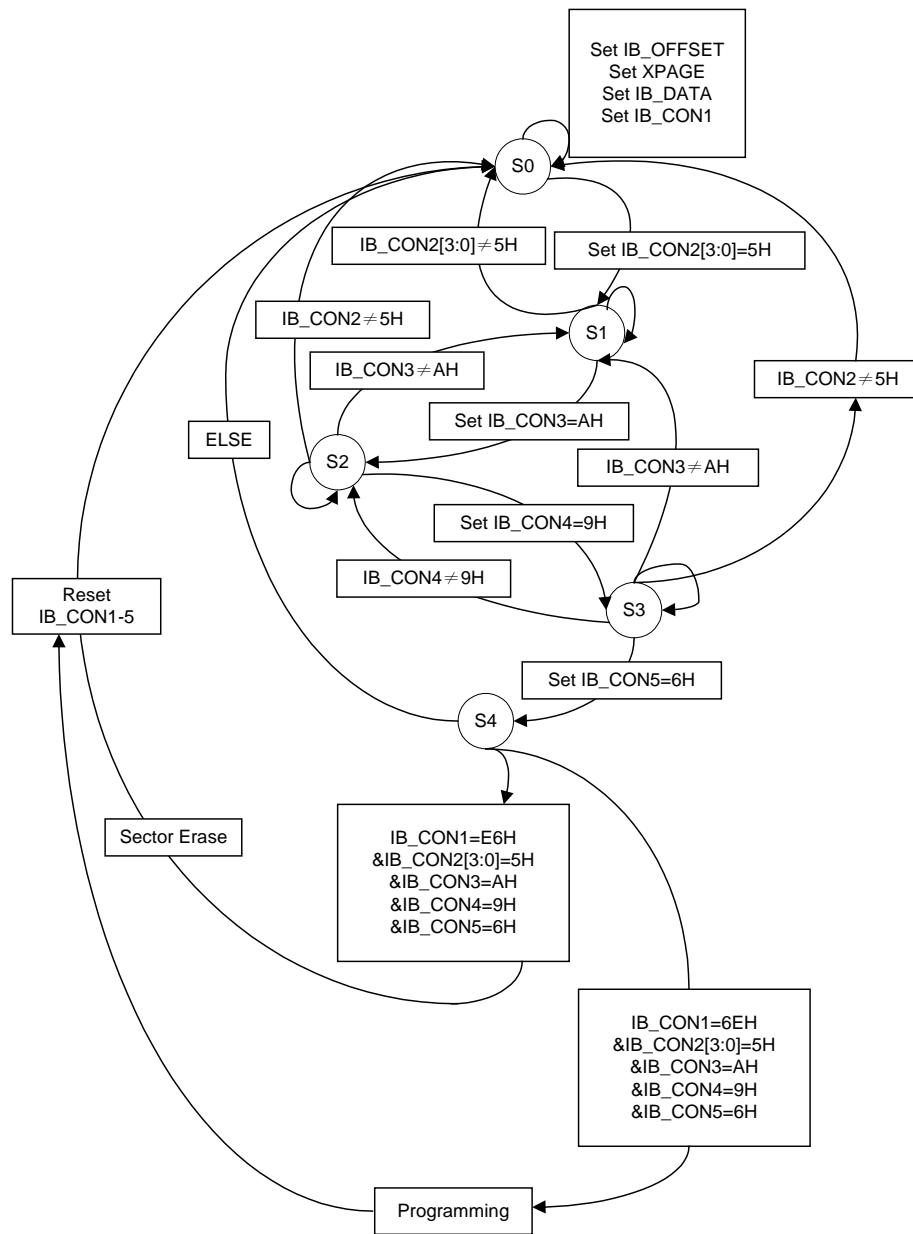 Set IB_OFFSET
Set XPAGE
Set IB_DATA
Set IB_CON1
S0
IB_CON2[3:0]≠5H
Set IB_CON2[3:0]=5H
IB_CON2≠5H
S1
IB_CON3≠AH
IB_CON2≠5H
Set IB_CON3=AH
ELSE
S2
IB_CON3≠AH
Set IB_CON4=9H
IB_CON4≠9H
Reset
IB_CON1-5
S3
Set IB_CON5=6H
S4
Sector Erase
IB_CON1=E6H
&IB_CON2[3:0]=5H
&IB_CON3=AH
&IB_CON4=9H
&IB_CON5=6H
IB_CON1=6EH
&IB_CON2[3:0]=5H
&IB_CON3=AH
&IB_CON4=9H
&IB_CON5=6H
Programming